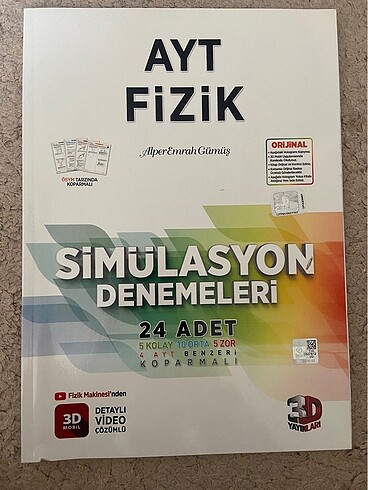 AYT
FİZİK
Alper Emrah Gümüş
ÖSYM TARZINDA
KOPARMALI
ORİJİNAL
SİMÜLASYON
DENEMELERİ
24 ADET
5 KOLAY 10 ORTA 5 ZOR
4 AYT BENZERİ
KOPARMALI
Fizik Makinesi'nden
3D
MOBİL
DETAYLI
VİDEO
ÇÖZÜMLÜ
3D
YAYINLARI